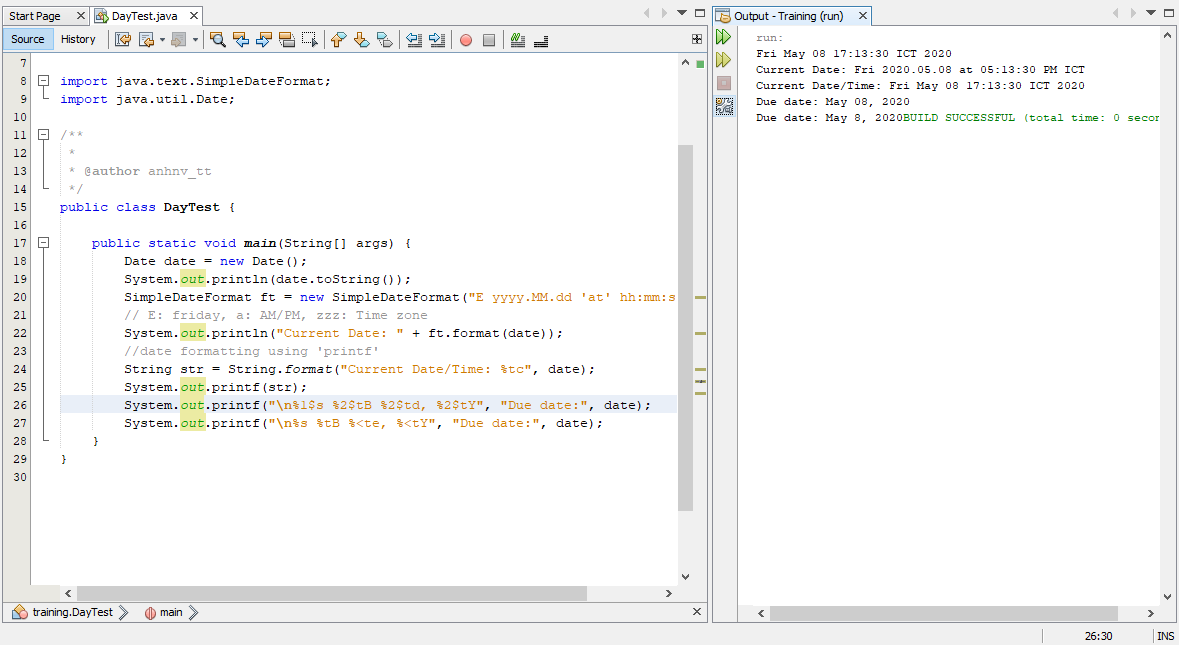 Start Page
DayTest.java
Source
History
7
8 import java.text.SimpleDateFormat;
9 import java.util.Date;
10
11 /**
12 *
13 * @author anhnv_tt
14 */
15 public class DayTest {
16
17 public static void main(String[] args) {
18 Date date = new Date();
19 System.out.println(date.toString());
20 SimpleDateFormat ft = new SimpleDateFormat("E yyyy.MM.dd 'at' hh:mm:s
21 // E: friday, a: AM/PM, zzz: Time zone
22 System.out.println("Current Date: " + ft.format(date));
23 //date formatting using 'printf'
24 String str = String.format("Current Date/Time: %tc", date);
25 System.out.printf(str);
26 System.out.printf("\n%1$s %2$tB %2$td, %2$tY", "Due date:", date);
27 System.out.printf("\n%s %tB %<te, %<tY", "Due date:", date);
28 }
29 }
30
training.DayTest
main
Output - Training (run)
run:
Fri May 08 17:13:30 ICT 2020
Current Date: Fri 2020.05.08 at 05:13:30 PM ICT
Current Date/Time: Fri May 08 17:13:30 ICT 2020
Due date: May 08, 2020
Due date: May 8, 2020BUILD SUCCESSFUL (total time: 0 secon
26:30
INS